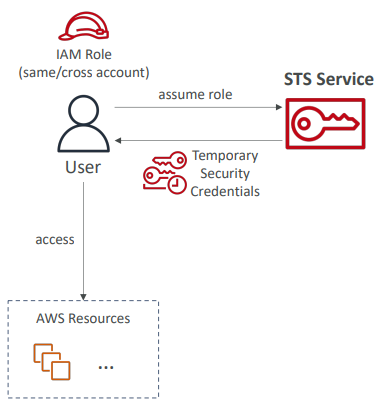 IAM Role
(same/cross account)
assume role
STS Service
User
Temporary
Security
Credentials
access
AWS Resources
...